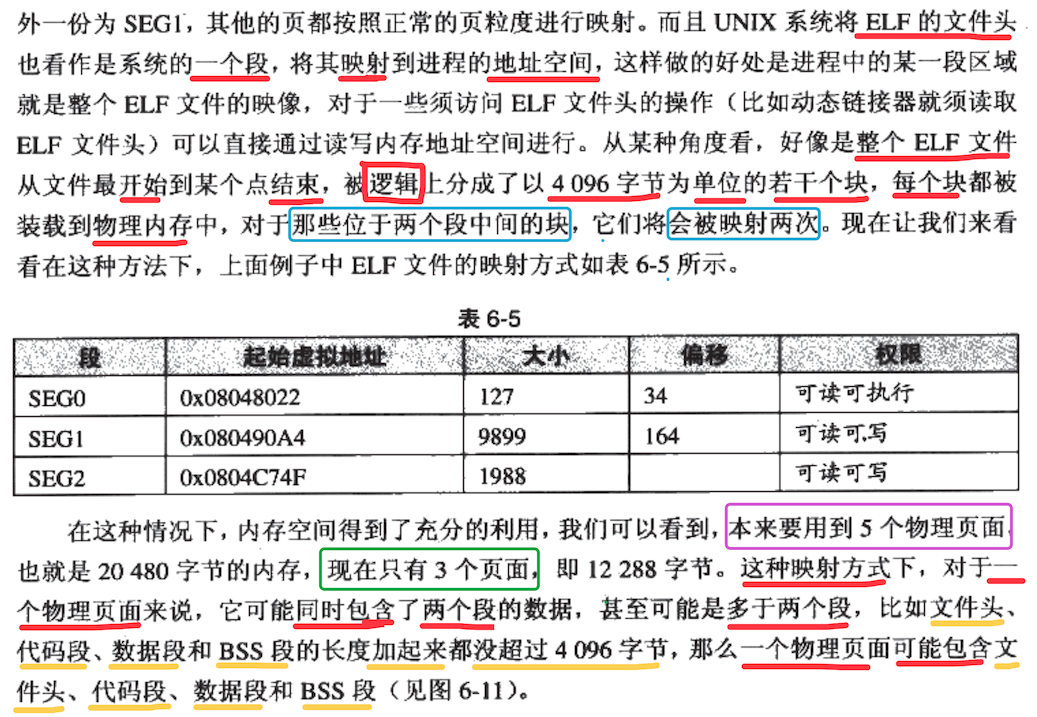 外一份为 SEG1，其他的页都按照正常的页粒度进行映射。而且 UNIX 系统将 ELF 的文件头
也看作是系统的一个段，将其映射到进程的地址空间，这样做的好处是进程中的某一段区域
就是整个 ELF 文件的映像，对于一些须访问 ELF 文件头的操作（比如动态链接器就须读取
ELF 文件头）可以直接通过读写内存地址空间进行。从某种角度看，好像是整个 ELF 文件
从文件最开始到某个点结束，被逻辑上分成了以 4 096 字节为单位的若干个块，每个块都被
装载到物理内存中，对于那些位于两个段中间的块，它们将会被映射两次。现在让我们来看
看在这种方法下，上面例子中 ELF 文件的映射方式如表 6-5 所示。
表 6-5
段 起始虚拟地址 大小 偏移 权限
SEG0 0x08048022 127 34 可读可执行
SEG1 0x080490A4 9899 164 可读可写
SEG2 0x0804C74F 1988 可读可写
在这种情况下，内存空间得到了充分的利用，我们可以看到，本来要用到 5 个物理页面，
也就是 20 480 字节的内存，现在只有 3 个页面，即 12 288 字节。这种映射方式下，对于一
个物理页面来说，它可能同时包含了两个段的数据，甚至可能是多于两个段，比如文件头、
代码段、数据段和 BSS 段的长度加起来都没超过 4 096 字节，那么一个物理页面可能包含文
件头、代码段、数据段和 BSS 段（见图 6-11）。